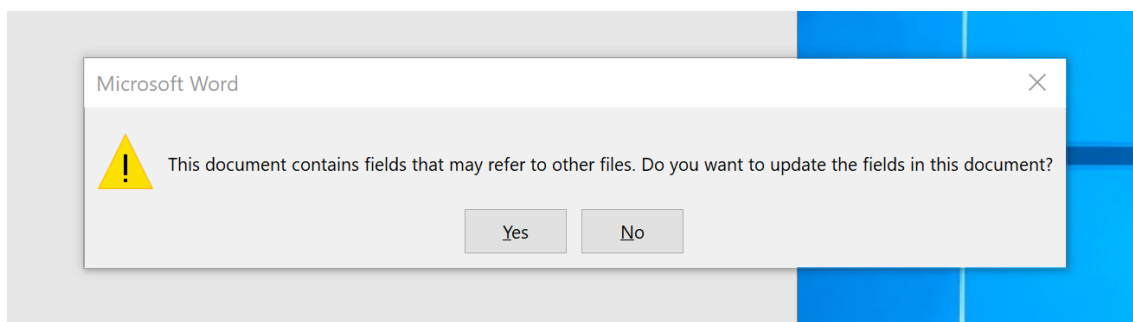 Microsoft Word
This document contains fields that may refer to other files. Do you want to update the fields in this document?
Yes
No